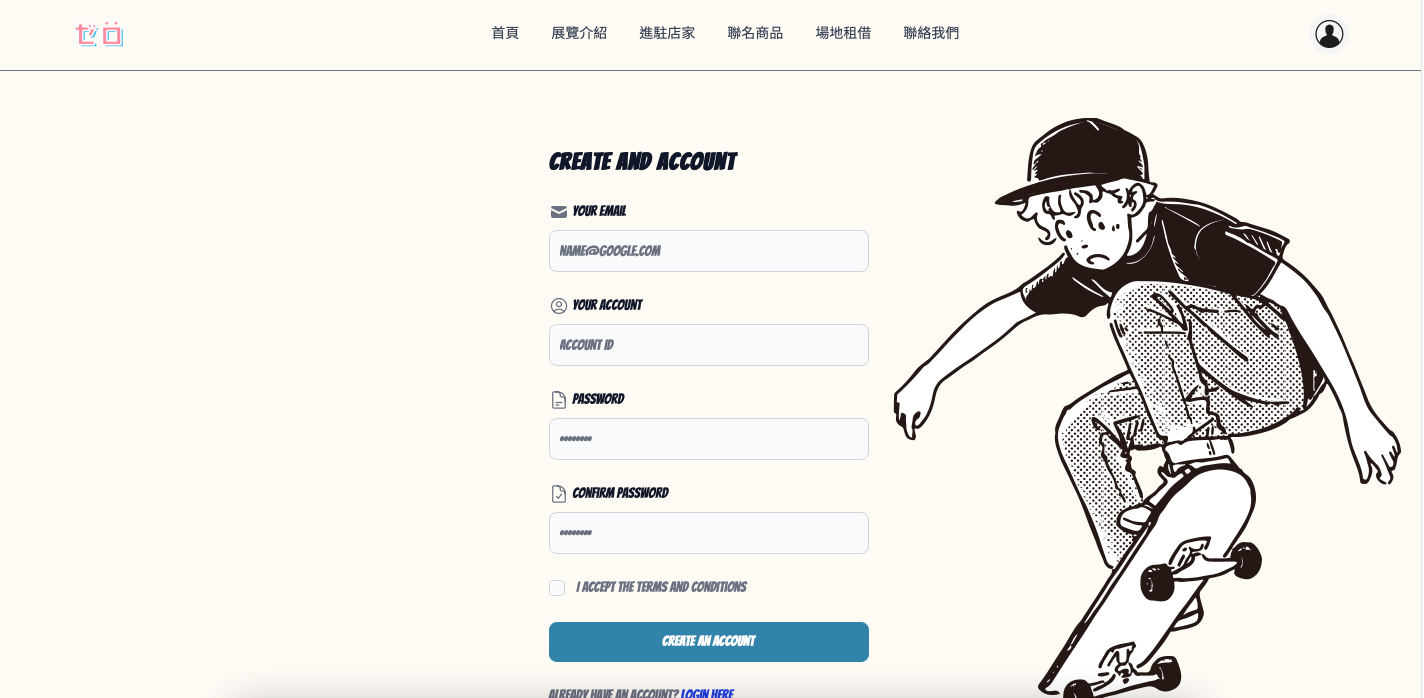 ゼロ
首頁 展覽介紹 進駐店家 聯名商品 場地租借 聯絡我們
CREATE AND ACCOUNT
YOUR EMAIL
NAME@GOOGLE.COM
YOUR ACCOUNT
ACCOUNT ID
PASSWORD
••••••••
CONFIRM PASSWORD
••••••••
I ACCEPT THE TERMS AND CONDITIONS
CREATE AN ACCOUNT
ALREADY HAVE AN ACCOUNT? LOGIN HERE